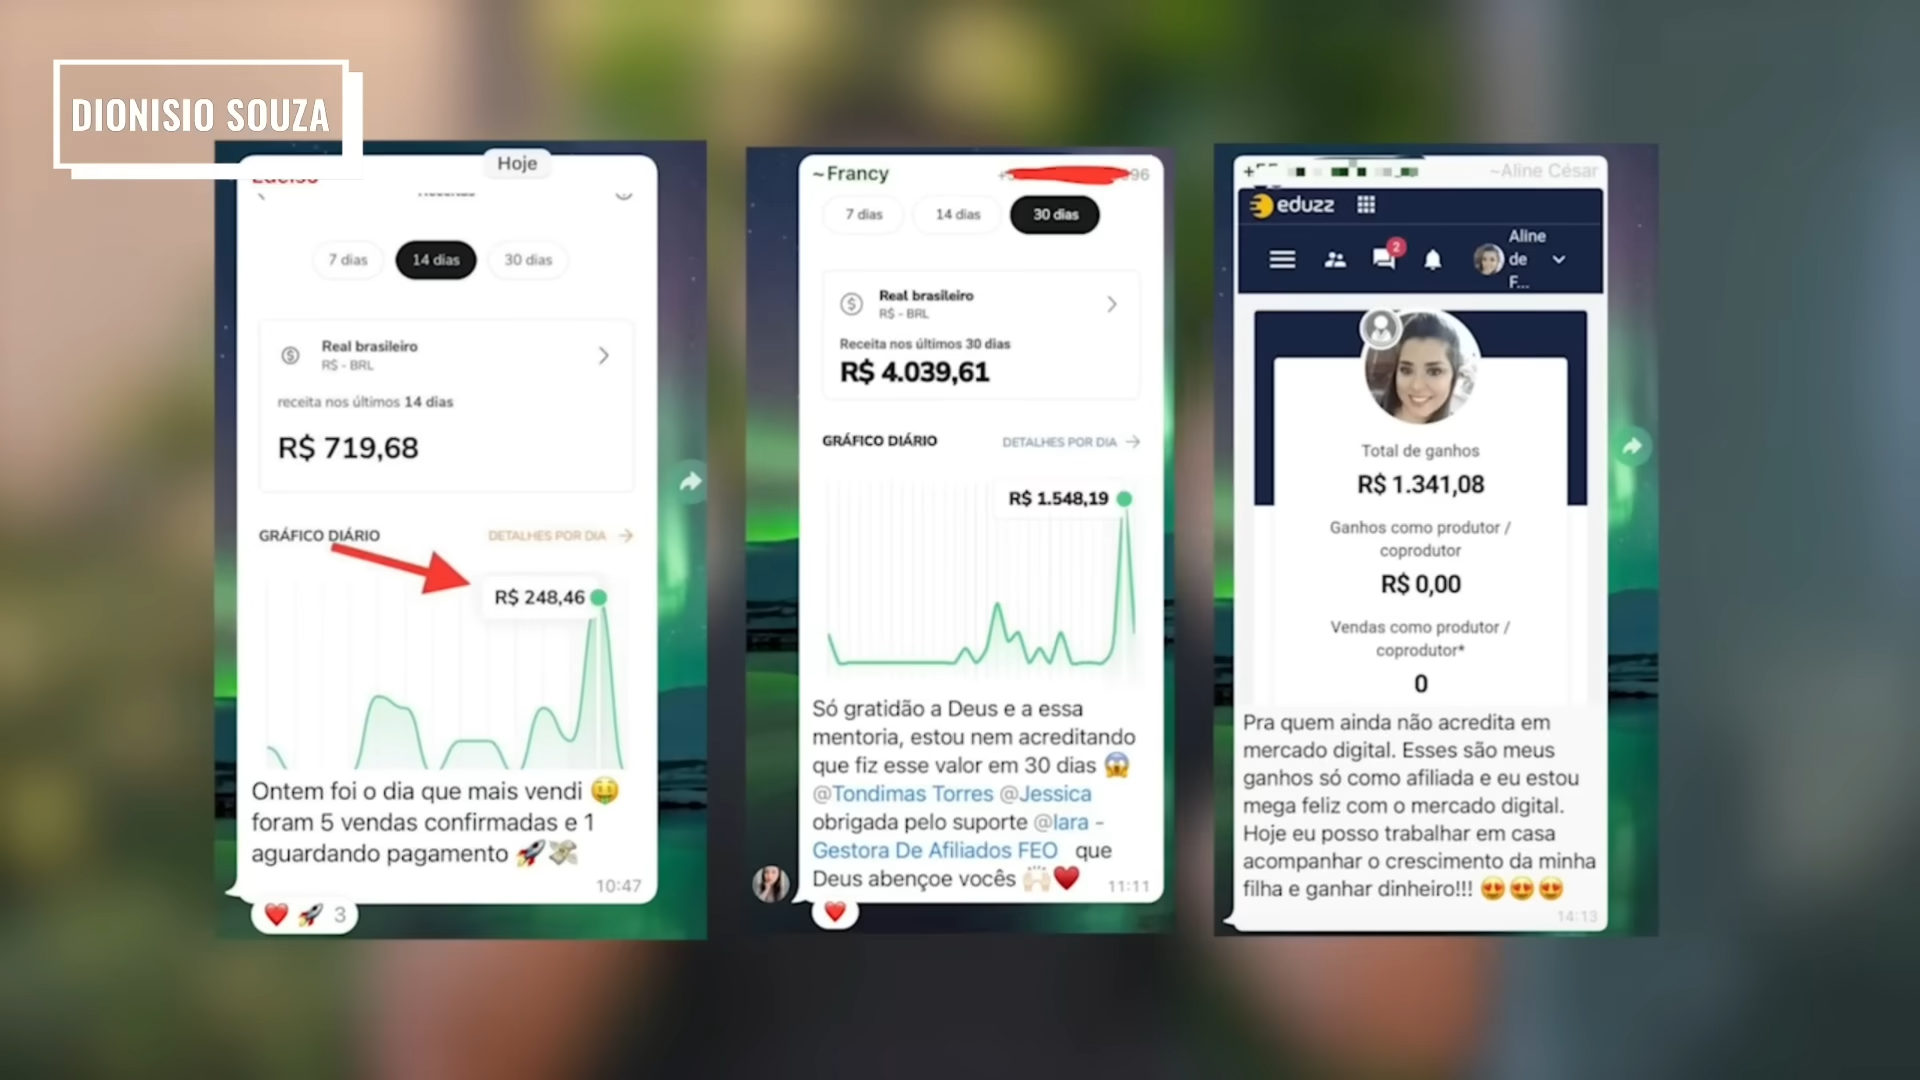 DIONISIO SOUZA
Hoje
7 dias
14 dias
30 dias
Real brasileiro
R$ - BRL
receita nos últimos 14 dias
R$ 719,68
GRÁFICO DIÁRIO
DETALHES POR DIA
R$ 248,46
Ontem foi o dia que mais vendi 🤑
foram 5 vendas confirmadas e 1
aguardando pagamento 🚀💸
10:47
❤️ 🚀 3
~Francy
96
7 dias
14 dias
30 dias
Real brasileiro
R$ - BRL
Receita nos últimos 30 dias
R$ 4.039,61
GRÁFICO DIÁRIO
DETALHES POR DIA
R$ 1.548,19
Só gratidão a Deus e a essa
mentoria, estou nem acreditando
que fiz esse valor em 30 dias 😱
@Tondimas Torres @Jessica
obrigada pelo suporte @Iara -
Gestora De Afiliados FEO que
Deus abençoe vocês 🙌🏻❤️
11:11
~Aline César
eduzz
2
Aline
de
F...
Total de ganhos
R$ 1.341,08
Ganhos como produtor /
coprodutor
R$ 0,00
Vendas como produtor /
coprodutor*
0
Pra quem ainda não acredita em
mercado digital. Esses são meus
ganhos só como afiliada e eu estou
mega feliz com o mercado digital.
Hoje eu posso trabalhar em casa
acompanhar o crescimento da minha
filha e ganhar dinheiro!!! 😍😍😍
14:13